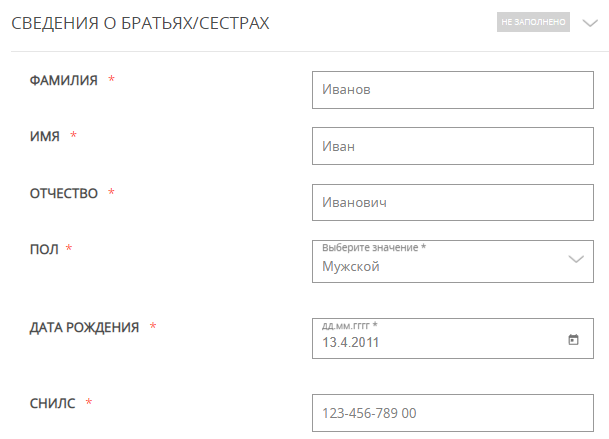 СВЕДЕНИЯ О БРАТЬЯХ/СЕСТРАХ НЕ ЗАПОЛНЕНО
ФАМИЛИЯ * Иванов
ИМЯ * Иван
ОТЧЕСТВО * Иванович
ПОЛ * Выберите значение *
Мужской
ДАТА РОЖДЕНИЯ * ДД.ММ.ГГГГ *
13.4.2011
СНИЛС * 123-456-789 00